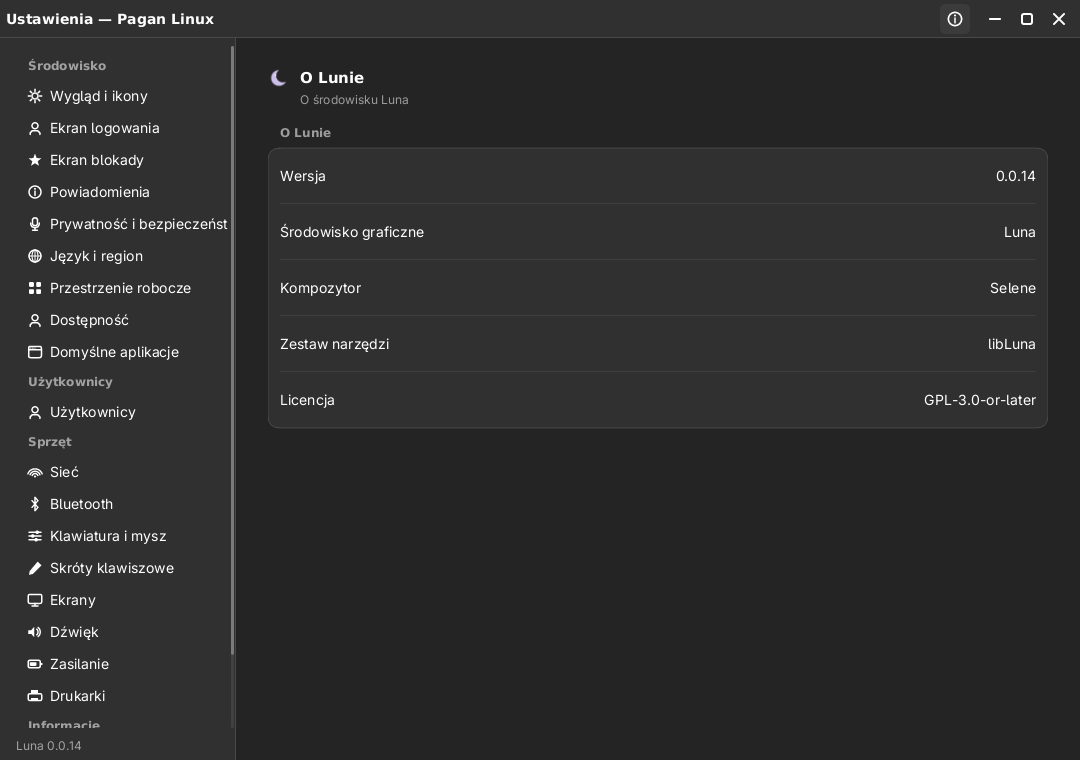 Ustawienia — Pagan Linux
Środowisko
Wygląd i ikony
Ekran logowania
Ekran blokady
Powiadomienia
Prywatność i bezpieczeńst
Język i region
Przestrzenie robocze
Dostępność
Domyślne aplikacje
Użytkownicy
Użytkownicy
Sprzęt
Sieć
Bluetooth
Klawiatura i mysz
Skróty klawiszowe
Ekrany
Dźwięk
Zasilanie
Drukarki
Informacje
Luna 0.0.14
O Lunie
O środowisku Luna
O Lunie
Wersja 0.0.14
Środowisko graficzne Luna
Kompozytor Selene
Zestaw narzędzi libLuna
Licencja GPL-3.0-or-later